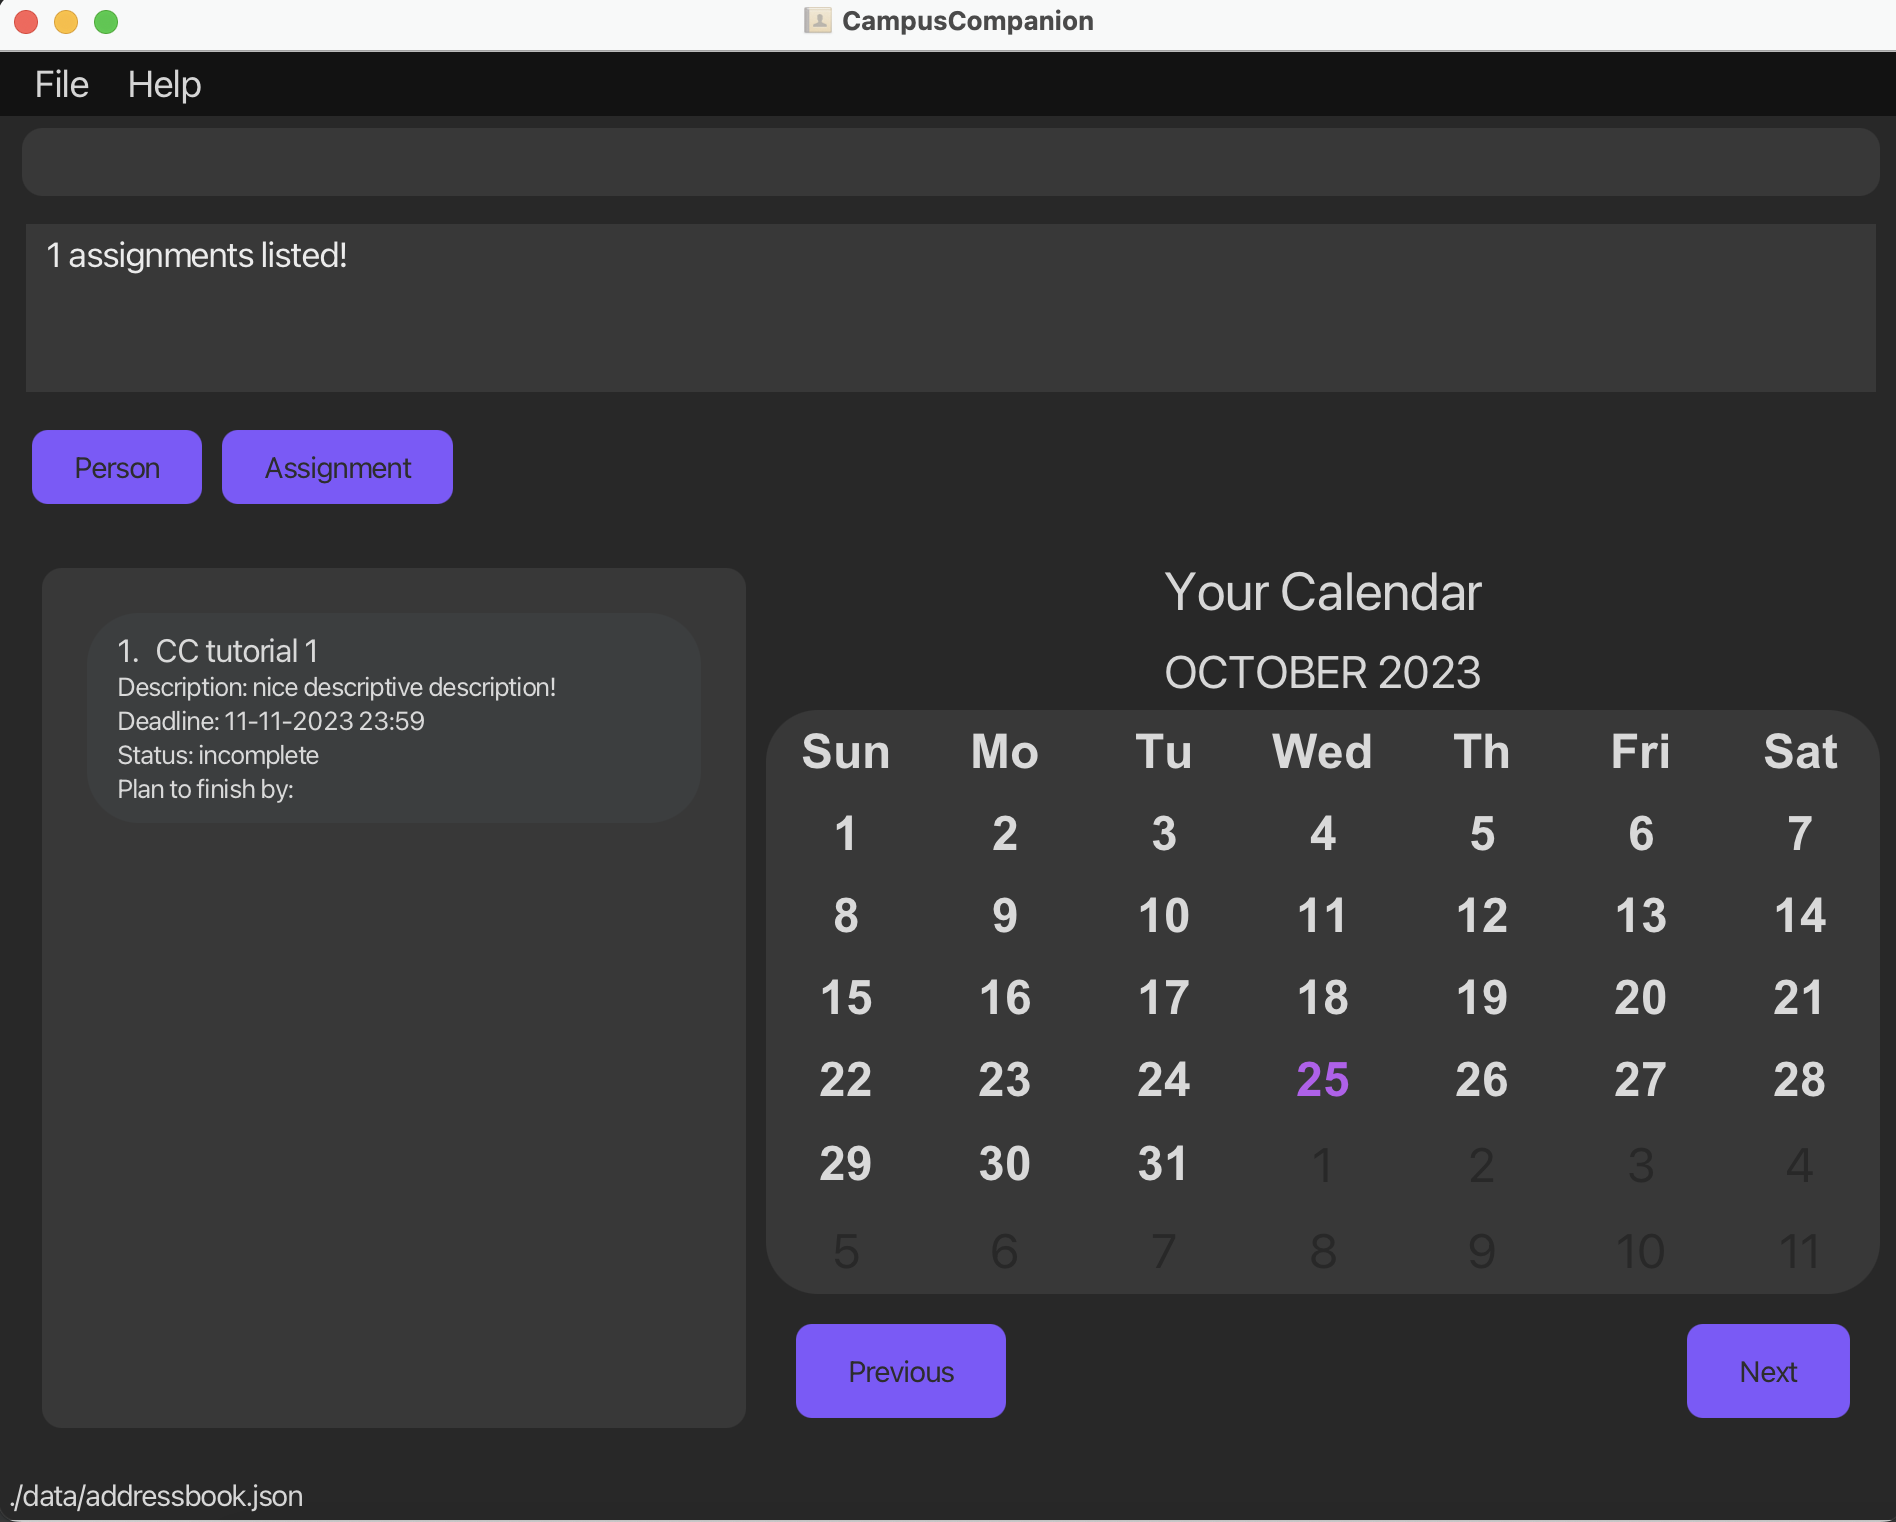 CampusCompanion
File Help
1 assignments listed!
Person Assignment
1. CC tutorial 1
Description: nice descriptive description!
Deadline: 11-11-2023 23:59
Status: incomplete
Plan to finish by:
Your Calendar
OCTOBER 2023
Sun Mo Tu Wed Th Fri Sat
1 2 3 4 5 6 7
8 9 10 11 12 13 14
15 16 17 18 19 20 21
22 23 24 25 26 27 28
29 30 31 1 2 3 4
5 6 7 8 9 10 11
Previous Next
./data/addressbook.json